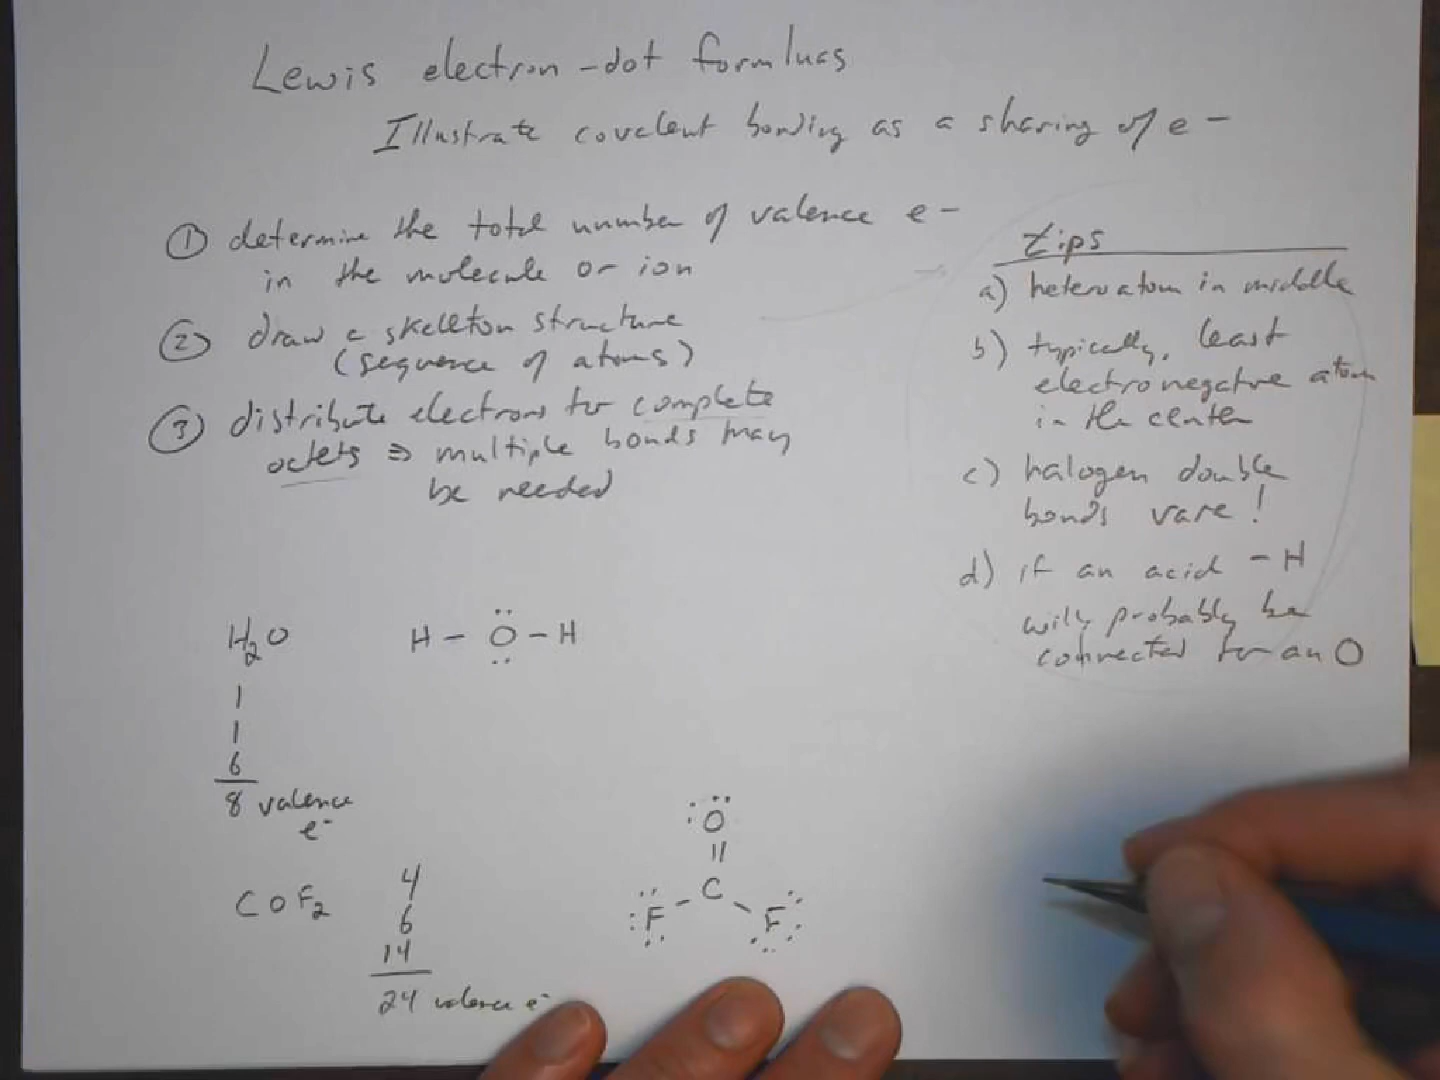 Lewis electron-dot formluas
Illustrate covalent bonding as a sharing of e-
① determine the total number of valence e-
in the molecule or ion
② draw a skeleton structure
(sequence of atoms)
③ distribute electrons for complete
octets ⇒ multiple bonds may
be needed
tips
a) heteroatom in middle
b) typically, least
electronegative atom
in the center
c) halogen double
bonds rare!
d) if an acid - H
will probably be
connected to an O
H₂O
H - O - H
1
1
6
8 valence
e⁻
COF₂
4
6
14
24 valence e⁻
O
C
F F